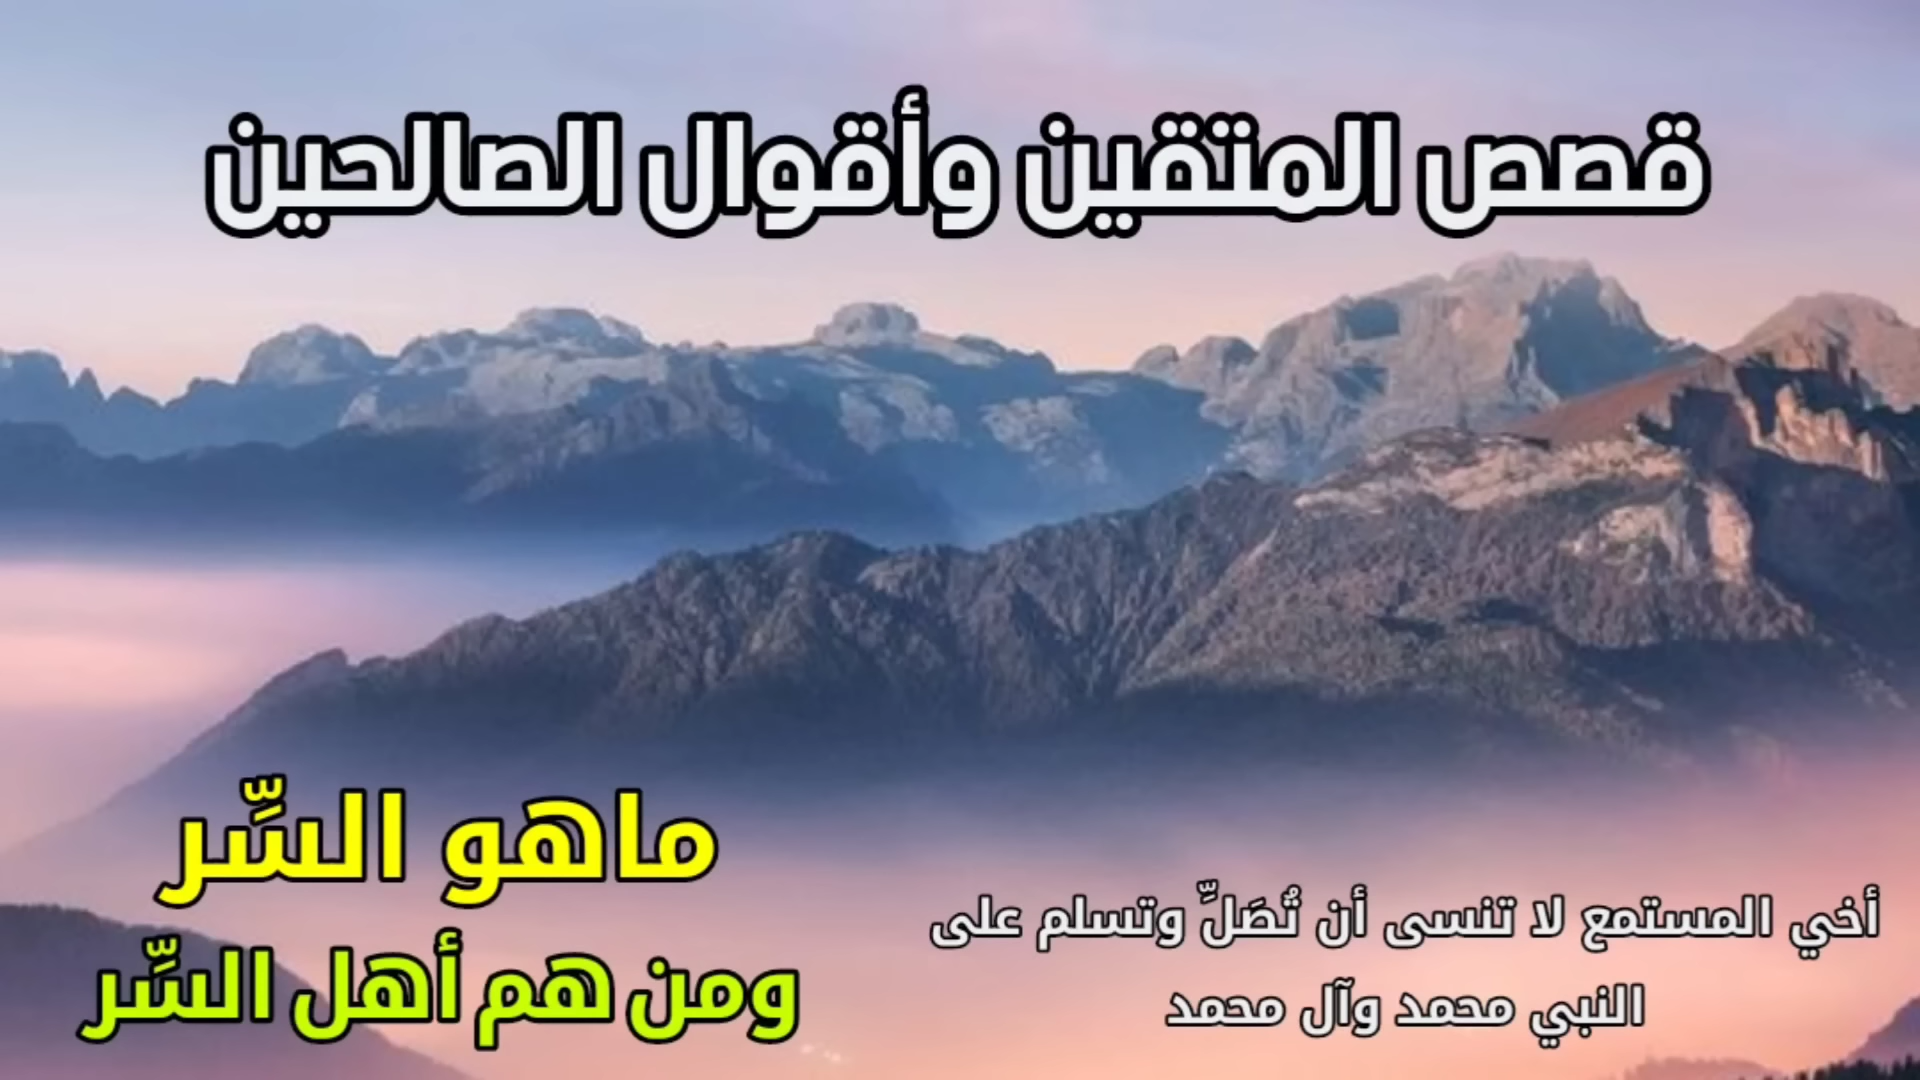 قصص المتقين وأقوال الصالحين
ماهو السِّر
ومن هم أهل السِّر
أخي المستمع لا تنسى أن تُصَلِّ وتسلم على
النبي محمد وآل محمد